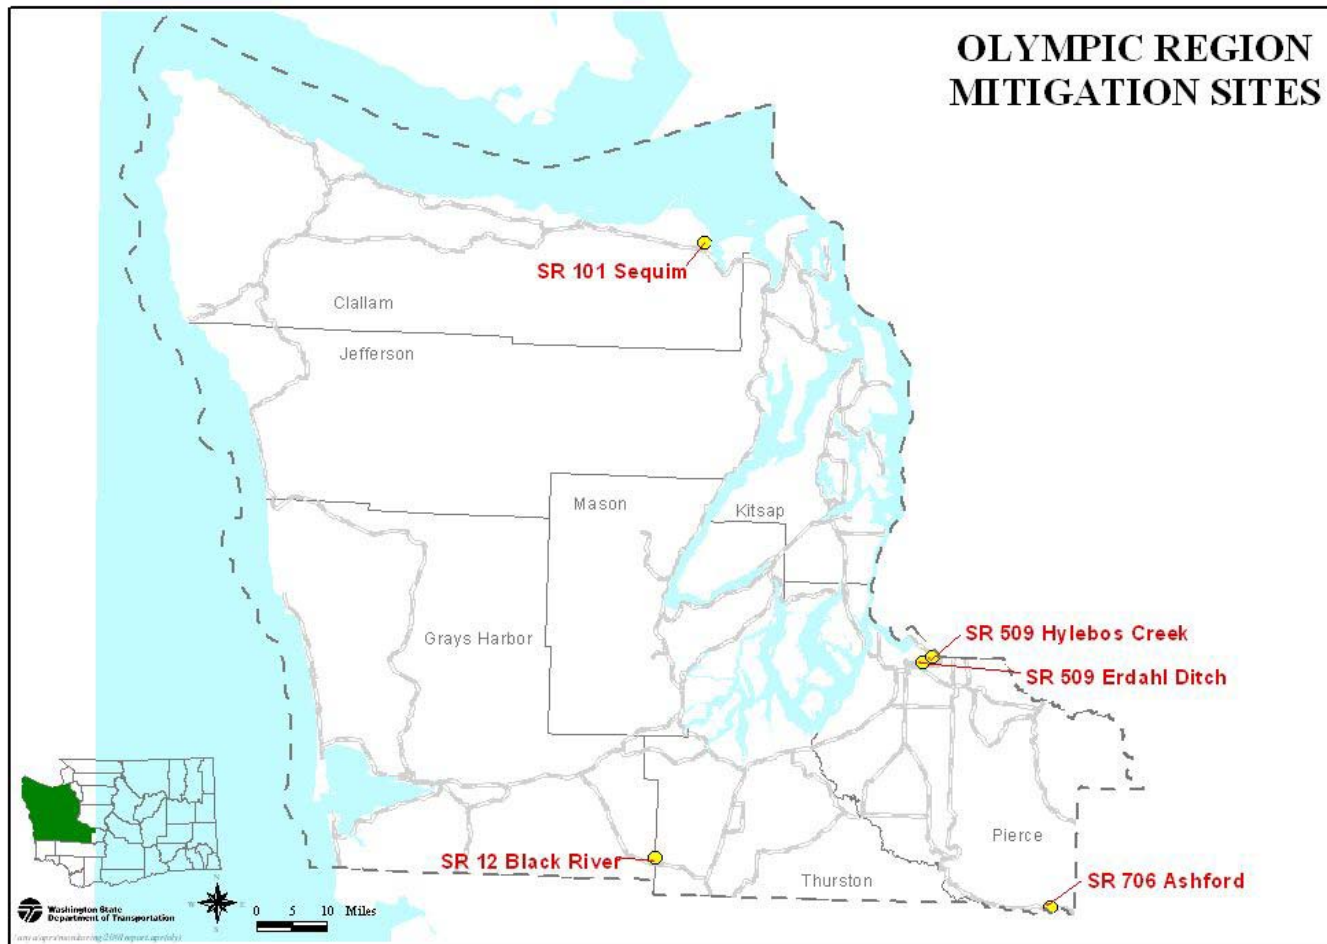 OLYMPIC REGION
MITIGATION SITES
SR 101 Sequim
Clallam
Jefferson
Mason
Kitsap
Grays Harbor
SR 509 Hylebos Creek
SR 509 Erdahl Ditch
Pierce
SR 12 Black River
Thurston
SR 706 Ashford
N
W
E
S
0 5 10 Miles
Washington State
Department of Transportation